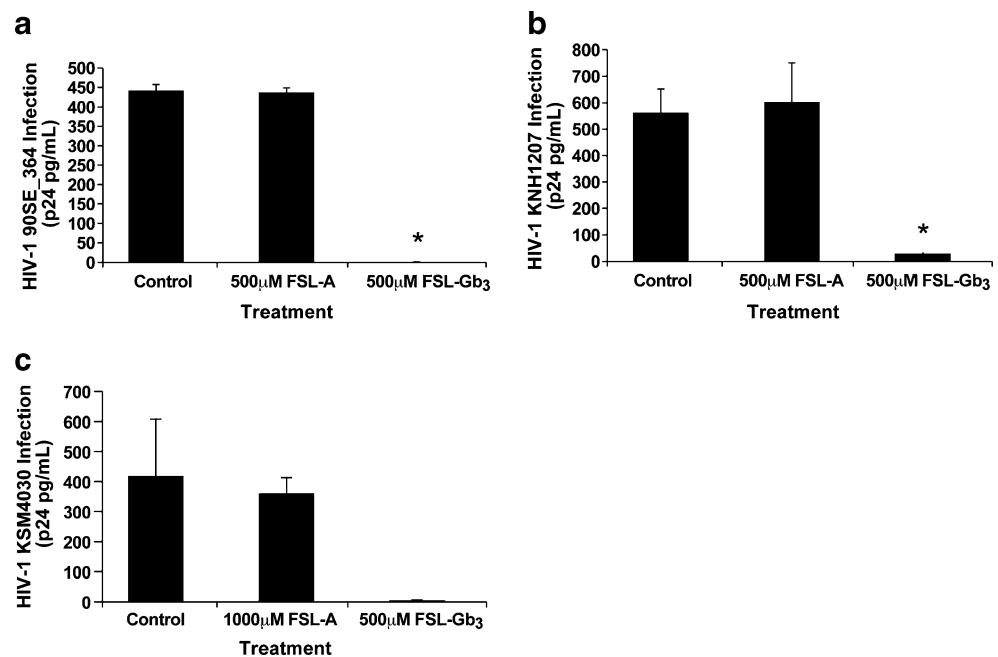 a
HIV-1 90SE_364 Infection
(p24 pg/mL)
500
450
400
350
300
250
200
150
100
50
0
*
Control 500µM FSL-A 500µM FSL-Gb3
Treatment
b
HIV-1 KNH1207 Infection
(p24 pg/mL)
800
700
600
500
400
300
200
100
0
*
Control 500µM FSL-A 500µM FSL-Gb3
Treatment
c
HIV-1 KSM4030 Infection
(p24 pg/mL)
700
600
500
400
300
200
100
0
Control 1000µM FSL-A 500µM FSL-Gb3
Treatment